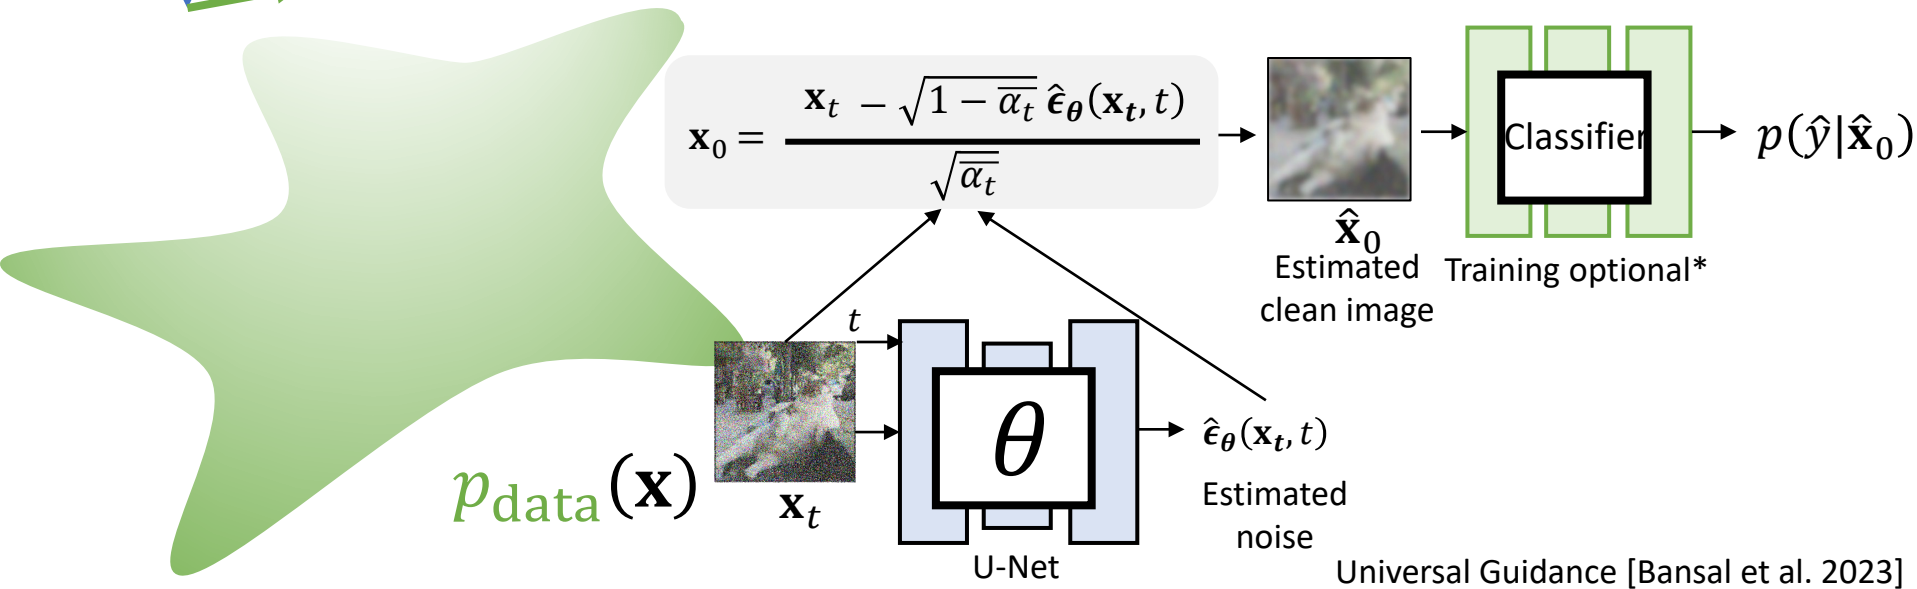 𝐱ₜ − √(1 − ᾱₜ) ϵ̂_θ(𝐱ₜ, t)
𝐱₀ =
√ᾱₜ
Classifier
p(ŷ|𝐱̂₀)
𝐱̂₀
Estimated
clean image
Training optional*
t
θ
ϵ̂_θ(𝐱ₜ, t)
p_data(𝐱)
𝐱ₜ
Estimated
noise
U-Net
Universal Guidance [Bansal et al. 2023]